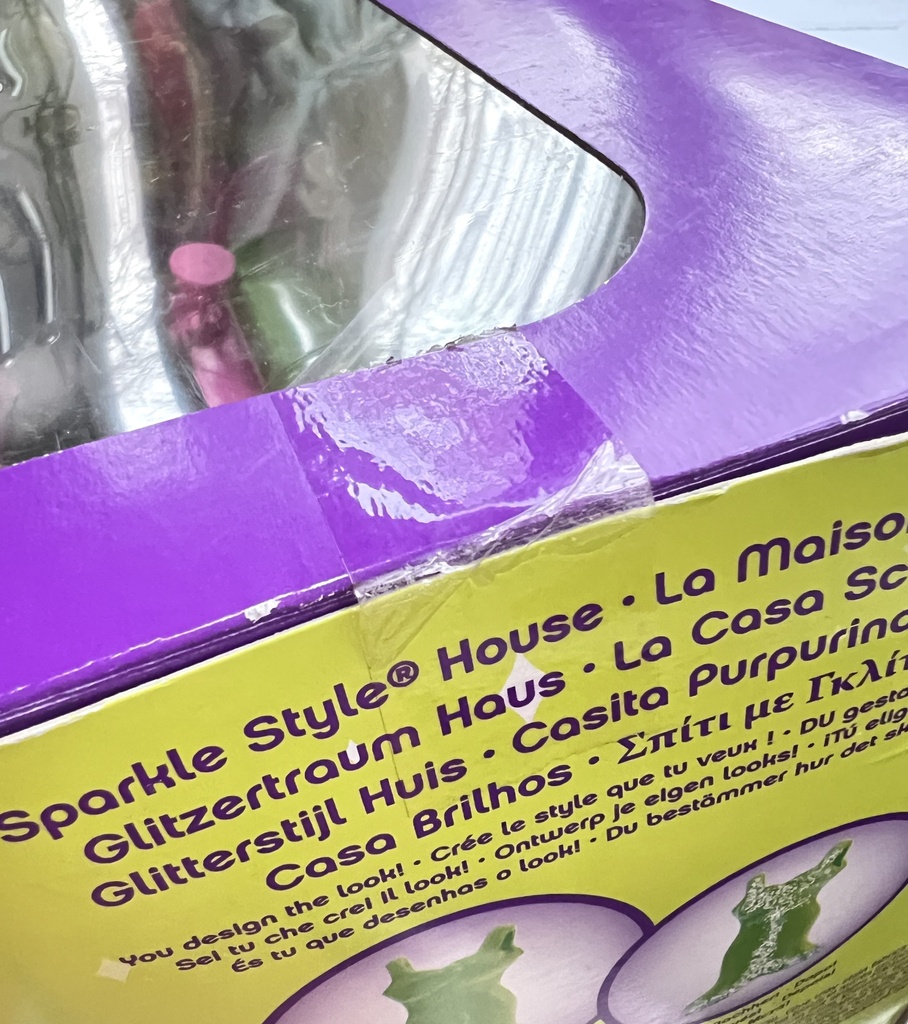 Sparkle Style® House · La Maiso
Glitzertraum Haus · La Casa Sc
Glitterstijl Huis · Casita Purpurina
Casa Brilhos · Σπίτι με Γκλίτ
You design the look! · Crée le style que tu veux ! · DU gesta
Sei tu che crei il look! · Ontwerp je eigen looks! · ¡Tú elig
És tu que desenhas o look! · Du bestämmer hur det sk